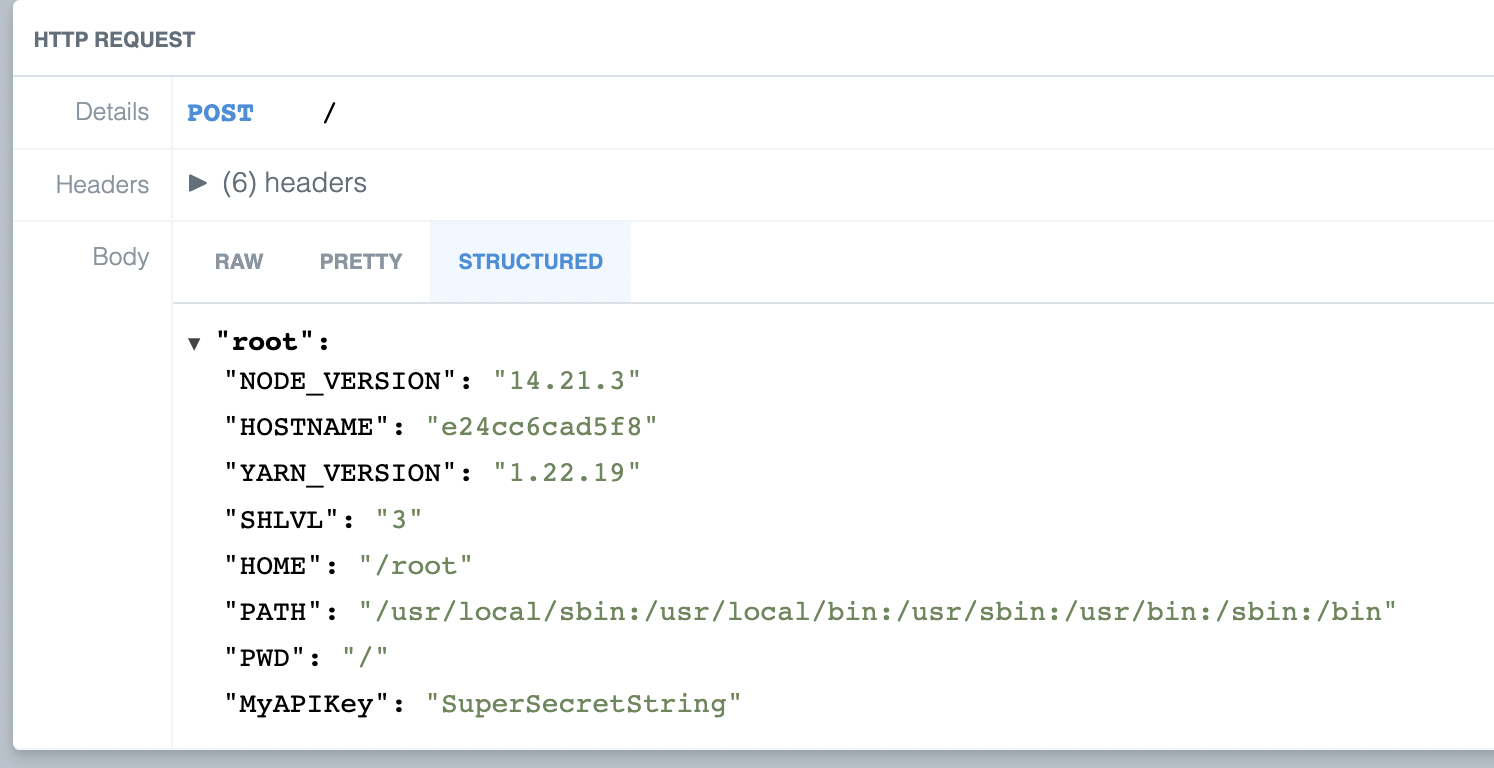 HTTP REQUEST
Details POST /
Headers ▶ (6) headers
Body RAW PRETTY STRUCTURED
▼ "root":
"NODE_VERSION": "14.21.3"
"HOSTNAME": "e24cc6cad5f8"
"YARN_VERSION": "1.22.19"
"SHLVL": "3"
"HOME": "/root"
"PATH": "/usr/local/sbin:/usr/local/bin:/usr/sbin:/usr/bin:/sbin:/bin"
"PWD": "/"
"MyAPIKey": "SuperSecretString"